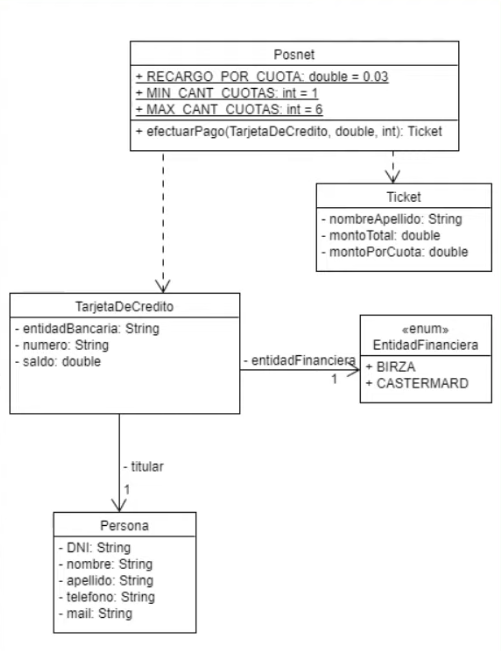 Posnet
+ RECARGO_POR_CUOTA: double = 0.03
+ MIN_CANT_CUOTAS: int = 1
+ MAX_CANT_CUOTAS: int = 6
+ efectuarPago(TarjetaDeCredito, double, int): Ticket
Ticket
- nombreApellido: String
- montoTotal: double
- montoPorCuota: double
TarjetaDeCredito
- entidadBancaria: String
- numero: String
- saldo: double
- entidadFinanciera
1
«enum»
EntidadFinanciera
+ BIRZA
+ CASTERMARD
- titular
1
Persona
- DNI: String
- nombre: String
- apellido: String
- telefono: String
- mail: String